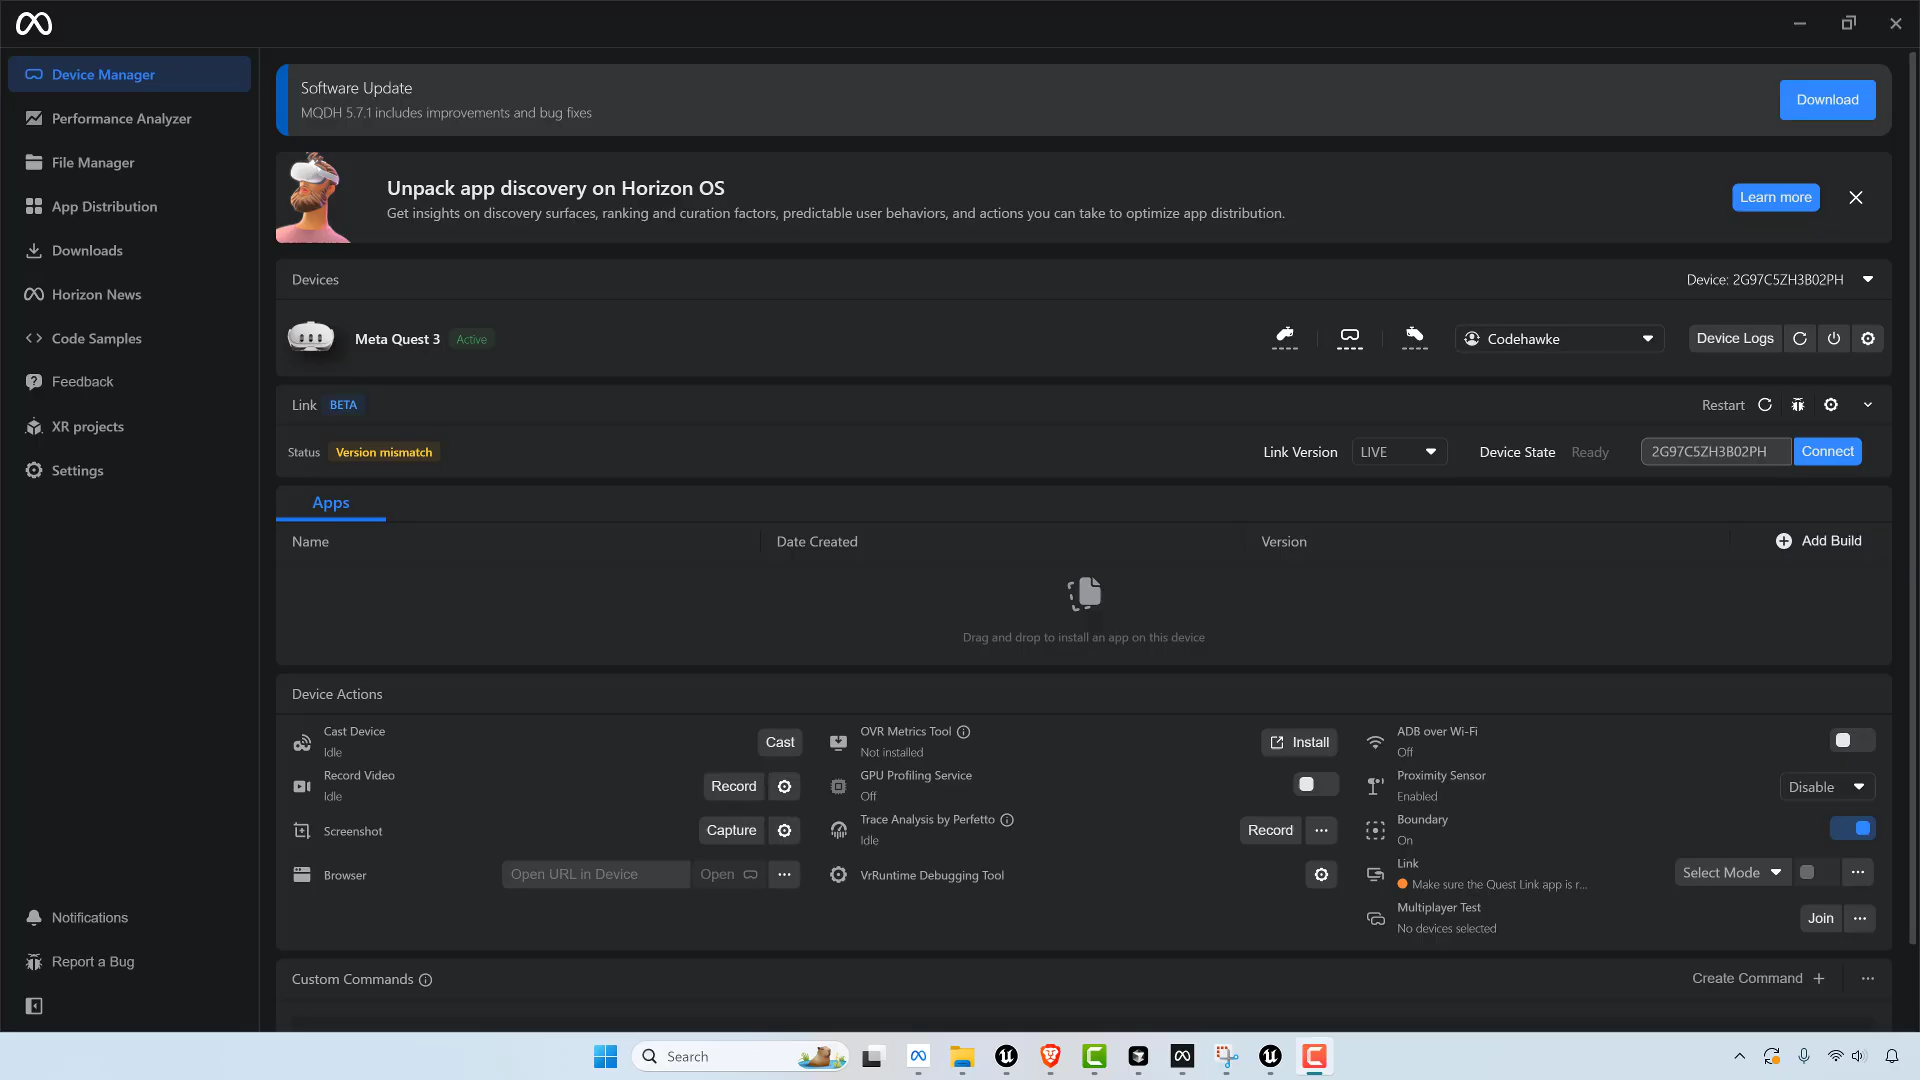 Device Manager
Performance Analyzer
File Manager
App Distribution
Downloads
Horizon News
Code Samples
Feedback
XR projects
Settings
Notifications
Report a Bug
Software Update
MQDH 5.7.1 includes improvements and bug fixes
Download
Unpack app discovery on Horizon OS
Get insights on discovery surfaces, ranking and curation factors, predictable user behaviors, and actions you can take to optimize app distribution.
Learn more
Devices
Device: 2G97C5ZH3B02PH
Meta Quest 3 Active
Codehawke
Device Logs
Link BETA
Restart
Status Version mismatch
Link Version LIVE
Device State Ready
2G97C5ZH3B02PH
Connect
Apps
Name Date Created Version
Add Build
Drag and drop to install an app on this device
Device Actions
Cast Device
Idle
Cast
Record Video
Idle
Record
Screenshot
Capture
Browser
Open URL in Device
Open
OVR Metrics Tool
Not installed
Install
GPU Profiling Service
Off
Trace Analysis by Perfetto
Idle
Record
VrRuntime Debugging Tool
ADB over Wi-Fi
Off
Proximity Sensor
Enabled
Disable
Boundary
On
Link
Make sure the Quest Link app is r...
Select Mode
Multiplayer Test
No devices selected
Join
Custom Commands
Create Command
Search